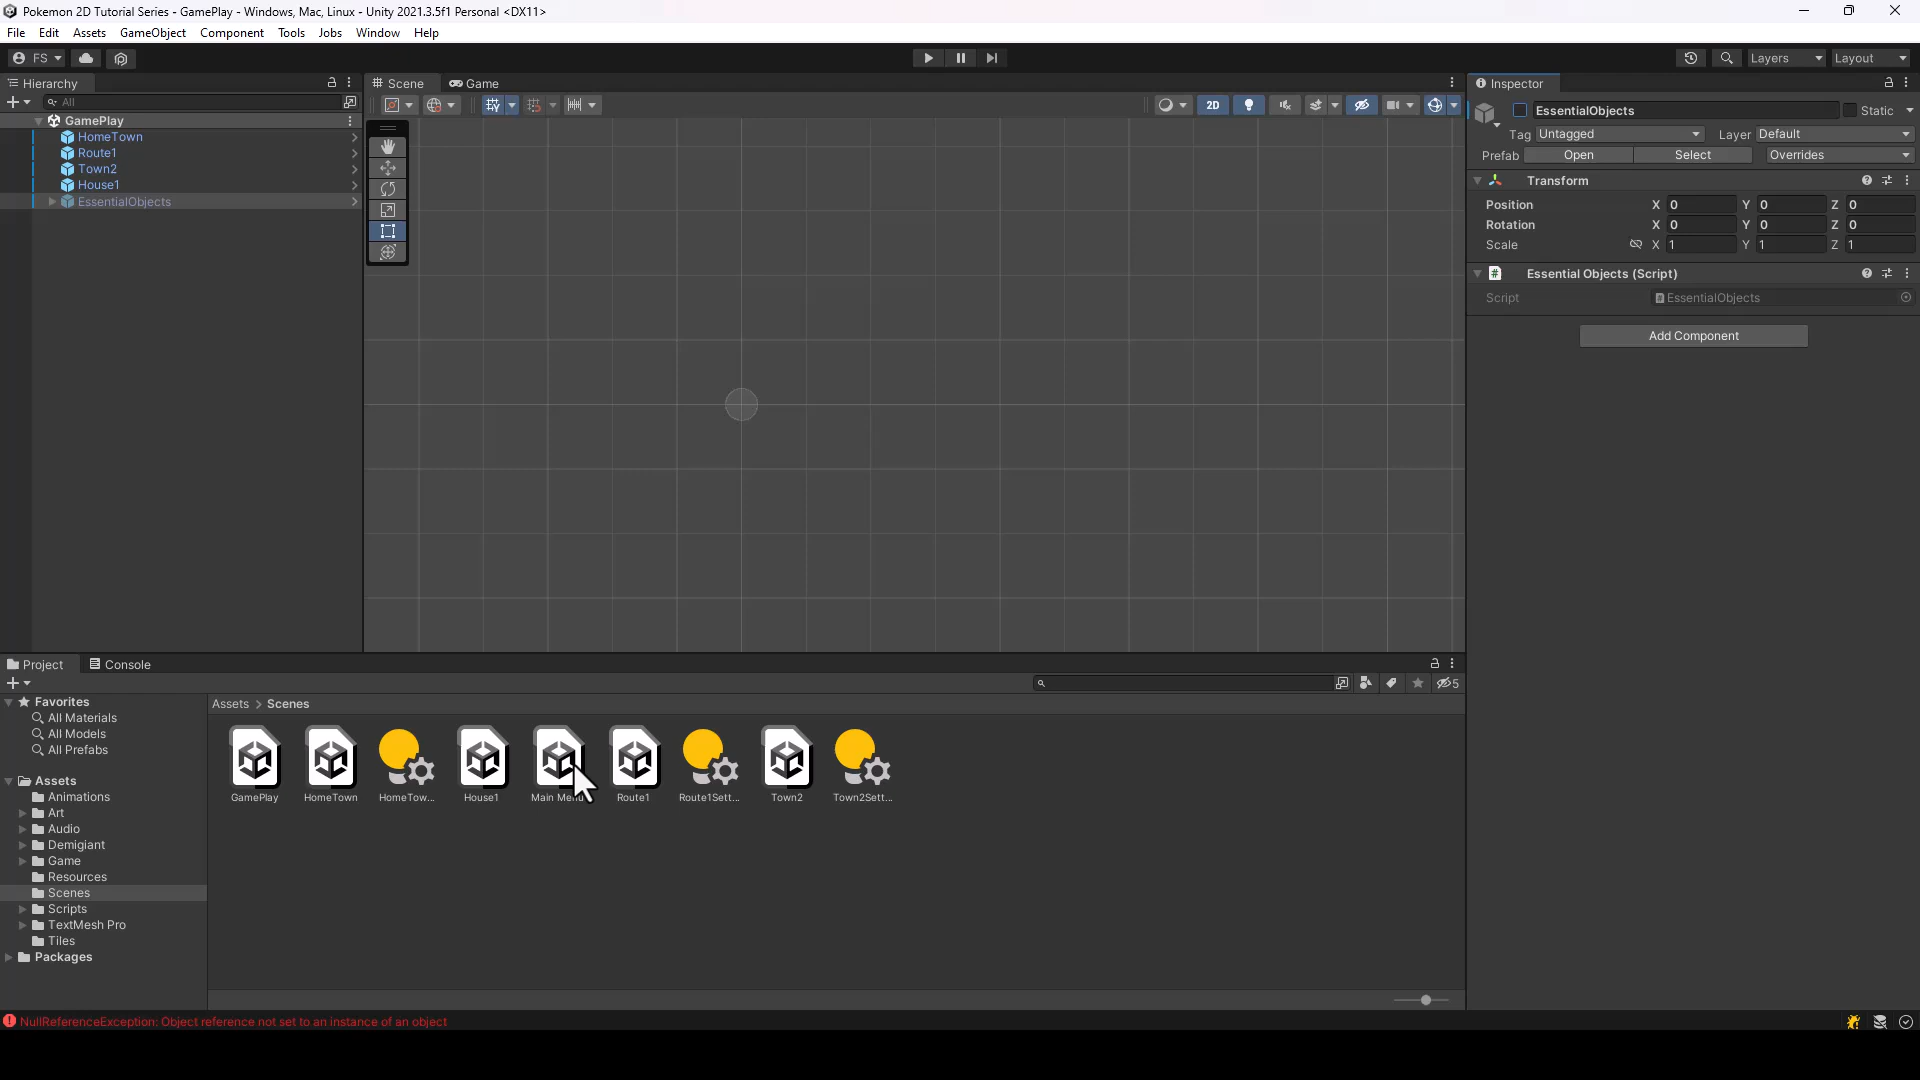 Pokemon 2D Tutorial Series - GamePlay - Windows, Mac, Linux - Unity 2021.3.5f1 Personal <DX11>
File Edit Assets GameObject Component Tools Jobs Window Help
FS
Layers
Layout
Hierarchy
All
GamePlay
HomeTown
Route1
Town2
House1
EssentialObjects
Scene
Game
2D
Inspector
EssentialObjects
Static
Tag Untagged
Layer Default
Prefab Open Select Overrides
Transform
Position X 0 Y 0 Z 0
Rotation X 0 Y 0 Z 0
Scale X 1 Y 1 Z 1
# Essential Objects (Script)
Script EssentialObjects
Add Component
Project
Console
5
Favorites
All Materials
All Models
All Prefabs
Assets
Animations
Art
Audio
Demigiant
Game
Resources
Scenes
Scripts
TextMesh Pro
Tiles
Packages
Assets > Scenes
GamePlay
HomeTown
HomeTow...
House1
Main
Route1
Route1Sett...
Town2
Town2Sett...
NullReferenceException: Object reference not set to an instance of an object